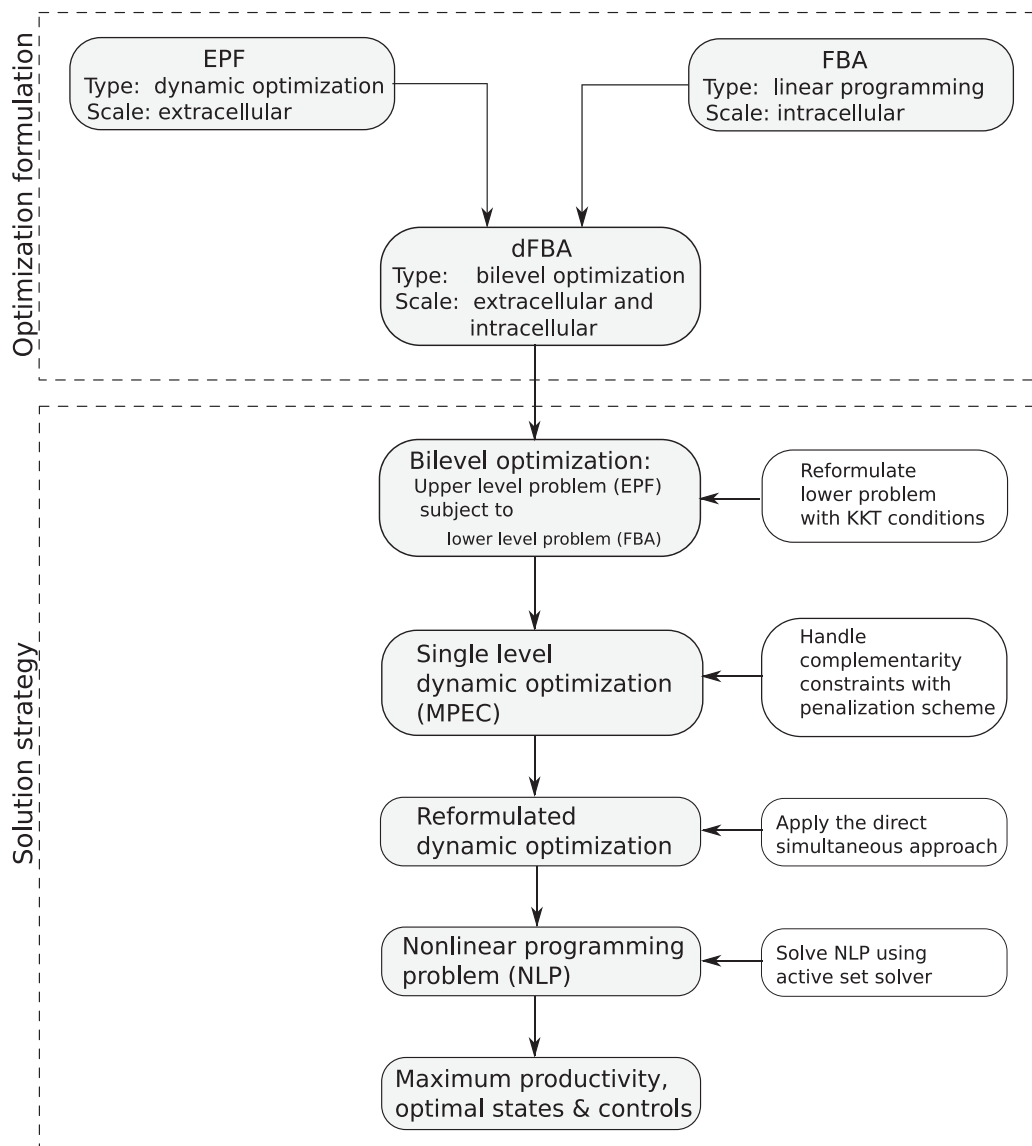 Optimization formulation
EPF
Type: dynamic optimization
Scale: extracellular
FBA
Type: linear programming
Scale: intracellular
dFBA
Type: bilevel optimization
Scale: extracellular and
intracellular
Solution strategy
Bilevel optimization:
Upper level problem (EPF)
subject to
lower level problem (FBA)
Reformulate
lower problem
with KKT conditions
Single level
dynamic optimization
(MPEC)
Handle
complementarity
constraints with
penalization scheme
Reformulated
dynamic optimization
Apply the direct
simultaneous approach
Nonlinear programming
problem (NLP)
Solve NLP using
active set solver
Maximum productivity,
optimal states & controls